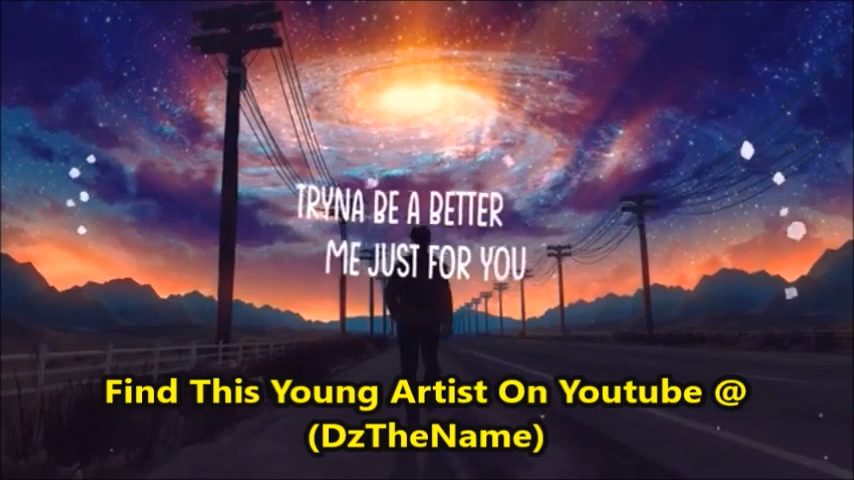 TRYNA BE A BETTER
ME JUST FOR YOU
Find This Young Artist On Youtube @
(DzTheName)